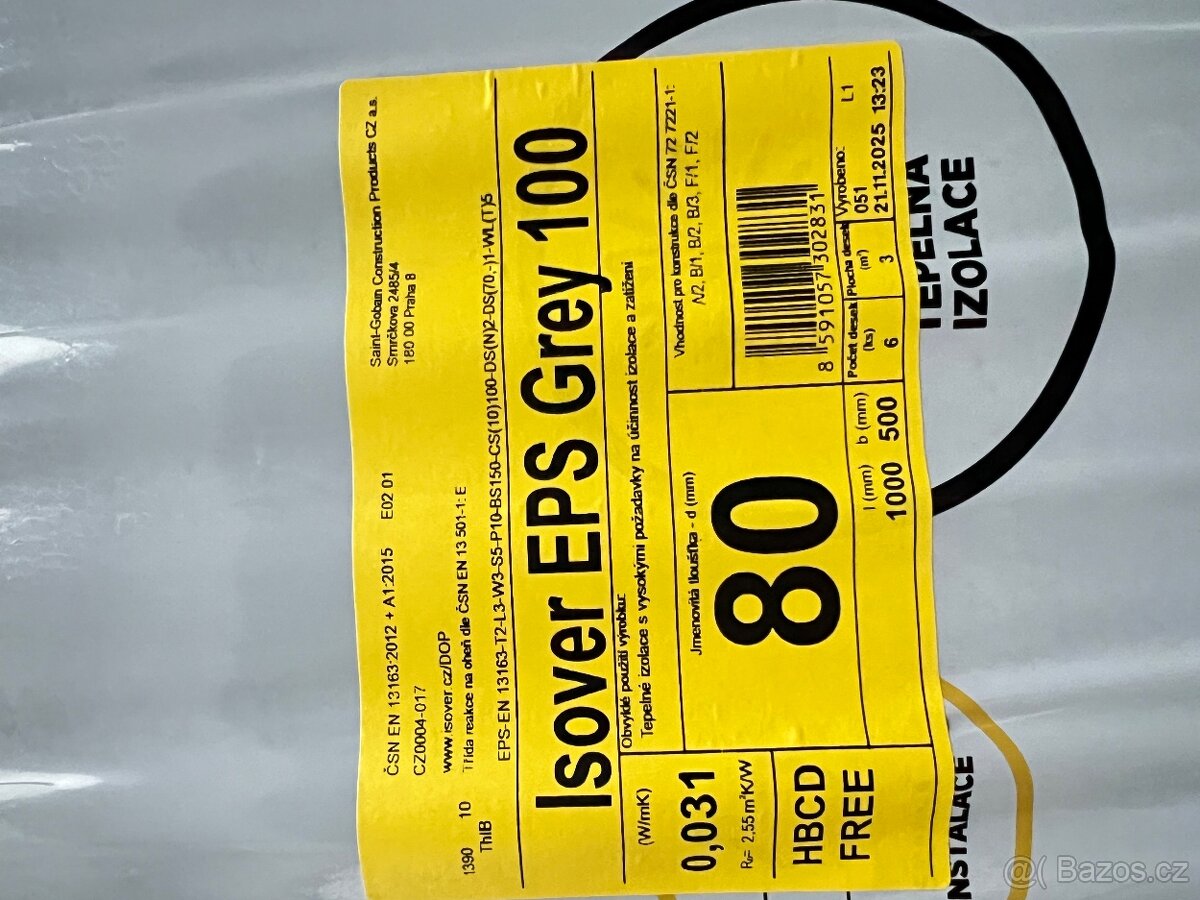 Saint-Gobain Construction Products CZ a.s.
Smrčkova 2485/4
180 00 Praha 8
ČSN EN 13163:2012 + A1:2015 E02 01
CZ0004-017
www.isover.cz/DOP
1390 10 Třída reakce na oheň dle ČSN EN 13 501-1: E
ThIB
EPS-EN 13163-T2-L3-W3-S5-P10-BS150-CS(10)100-DS(N)2-DS(70,-)1-WL(T)5
Isover EPS Grey 100
(W/mK)
0,031
R₀= 2,55 m²K/W
HBCD
FREE
Obvyklé použití výrobku:
Tepelné izolace s vysokými požadavky na účinnost izolace a zatížení
Jmenovitá tloušťka - d (mm)
80
l (mm) b (mm)
1000 500
Vhodnost pro konstrukce dle ČSN 72 7221-1:
A/2, B/1, B/2, B/3, F/1, F/2
8 591057 302831
Počet desek
(ks)
6
Plocha desek
(m²)
3
Vyrobeno: L1
051
21.11.2025 13:23
TEPELNÁ
IZOLACE
INSTALACE
@( Bazos.cz